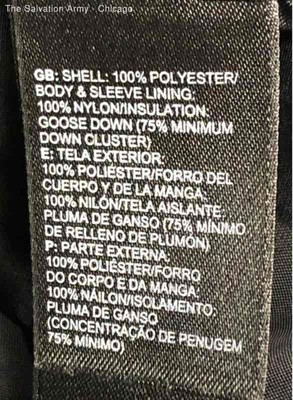 The Salvation Army - Chicago
GB: SHELL: 100% POLYESTER/
BODY & SLEEVE LINING:
100% NYLON/INSULATION:
GOOSE DOWN (75% MINIMUM
DOWN CLUSTER)
E: TELA EXTERIOR:
100% POLIESTER/FORRO DEL
CUERPO Y DE LA MANGA:
100% NILÓN/TELA AISLANTE:
PLUMA DE GANSO (75% MÍNIMO
DE RELLENO DE PLUMÓN)
P: PARTE EXTERNA:
100% POLIÉSTER/FORRO
DO CORPO E DA MANGA:
100% NÁILON/ISOLAMENTO:
PLUMA DE GANSO
(CONCENTRAÇÃO DE PENUGEM
75% MÍNIMO)